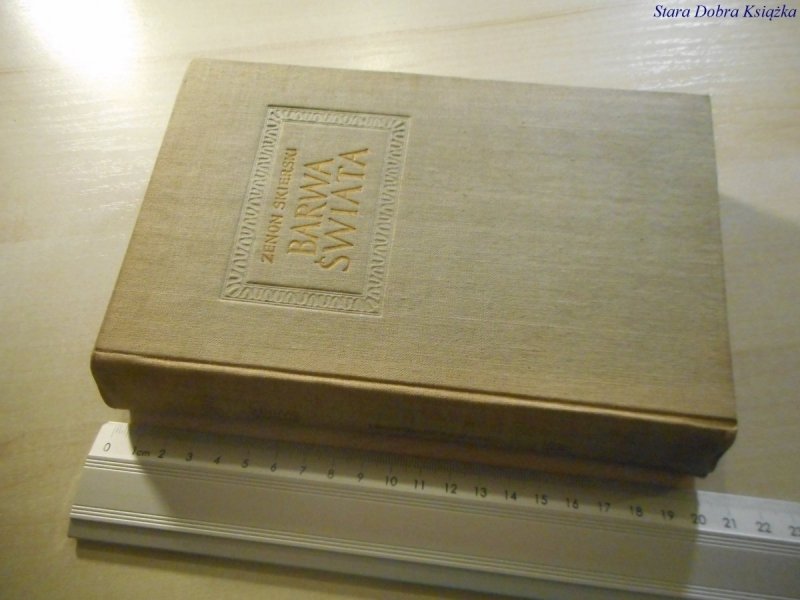 Stara Dobra Książka
ZENON SKIERSKI
BARWA
ŚWIATA
0 1cm 2 3 4 5 6 7 8 9 10 11 12 13 14 15 16 17 18 19 20 21 22 23